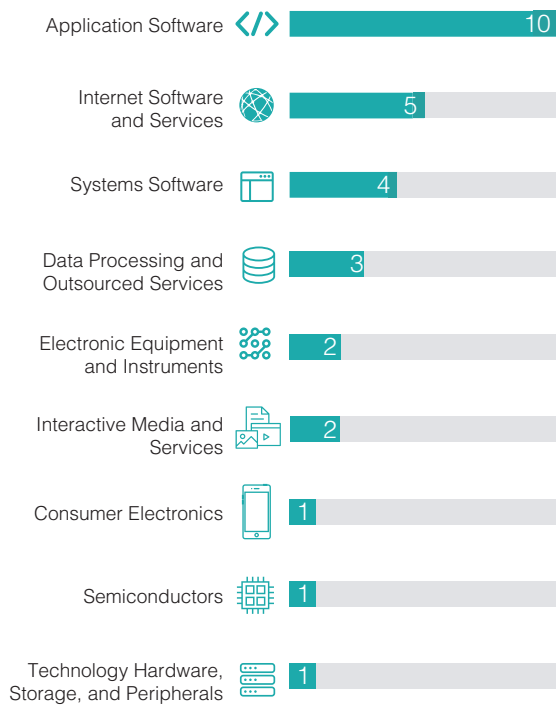 Application Software
10
Internet Software
and Services
5
Systems Software
4
Data Processing and
Outsourced Services
3
Electronic Equipment
and Instruments
2
Interactive Media and
Services
2
Consumer Electronics
1
Semiconductors
1
Technology Hardware,
Storage, and Peripherals
1